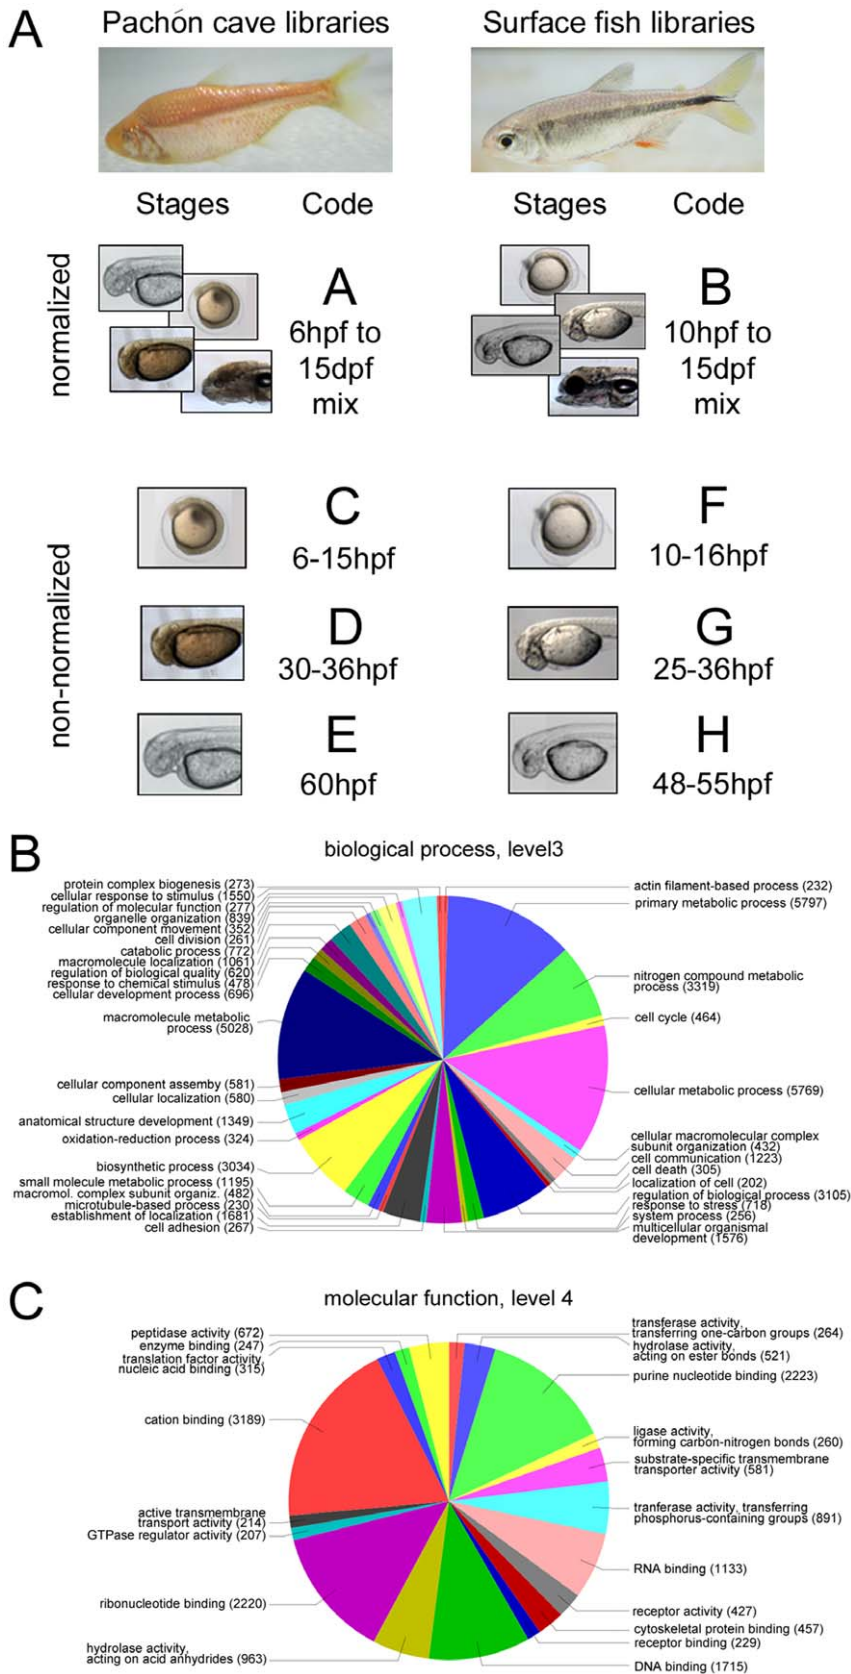 A
Pachón cave libraries
Surface fish libraries
Stages
Code
Stages
Code
normalized
A
6hpf to
15dpf
mix
B
10hpf to
15dpf
mix
non-normalized
C
6-15hpf
F
10-16hpf
D
30-36hpf
G
25-36hpf
E
60hpf
H
48-55hpf
B
biological process, level3
protein complex biogenesis (273)
cellular response to stimulus (1550)
regulation of molecular function (277)
organelle organization (839)
cellular component movement (352)
cell division (261)
catabolic process (772)
macromolecule localization (1061)
regulation of biological quality (620)
response to chemical stimulus (478)
cellular development process (696)
macromolecule metabolic
process (5028)
cellular component assemby (581)
cellular localization (580)
anatomical structure development (1349)
oxidation-reduction process (324)
biosynthetic process (3034)
small molecule metabolic process (1195)
macromol. complex subunit organiz. (482)
microtubule-based process (230)
establishment of localization (1681)
cell adhesion (267)
actin filament-based process (232)
primary metabolic process (5797)
nitrogen compound metabolic
process (3319)
cell cycle (464)
cellular metabolic process (5769)
cellular macromolecular complex
subunit organization (432)
cell communication (1223)
cell death (305)
localization of cell (202)
regulation of biological process (3105)
response to stress (718)
system process (256)
multicellular organismal
development (1576)
C
molecular function, level 4
peptidase activity (672)
enzyme binding (247)
translation factor activity,
nucleic acid binding (315)
cation binding (3189)
active transmembrane
transport activity (214)
GTPase regulator activity (207)
ribonucleotide binding (2220)
hydrolase activity,
acting on acid anhydrides (963)
transferase activity,
transferring one-carbon groups (264)
hydrolase activity,
acting on ester bonds (521)
purine nucleotide binding (2223)
ligase activity,
forming carbon-nitrogen bonds (260)
substrate-specific transmembrane
transporter activity (581)
tranferase activity, transferring
phosphorus-containing groups (891)
RNA binding (1133)
receptor activity (427)
cytoskeletal protein binding (457)
receptor binding (229)
DNA binding (1715)